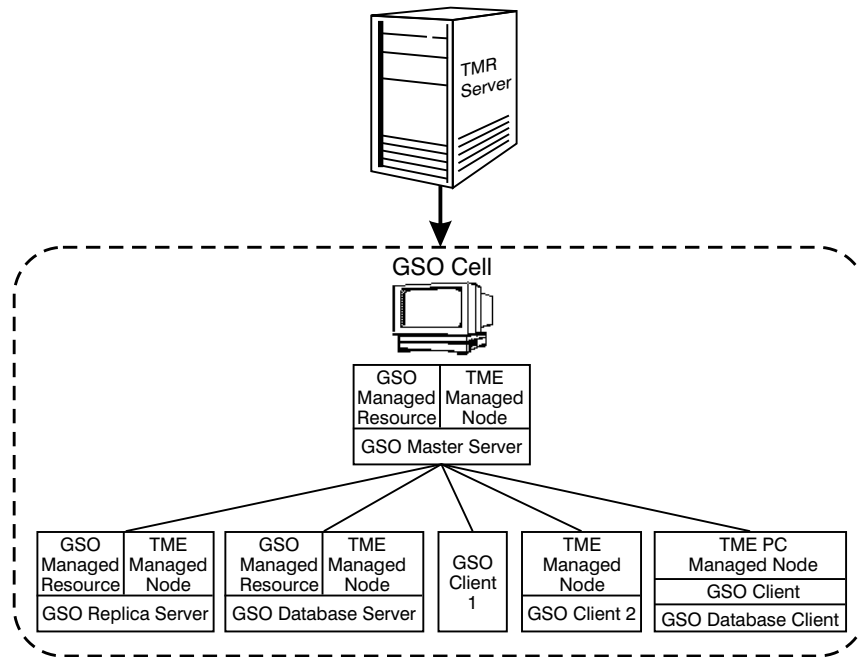 TMR
Server
GSO Cell
GSO
Managed
Resource
TME
Managed
Node
GSO Master Server
GSO
Managed
Resource
TME
Managed
Node
GSO Replica Server
GSO
Managed
Resource
TME
Managed
Node
GSO Database Server
GSO
Client
1
TME
Managed
Node
GSO Client 2
TME PC
Managed Node
GSO Client
GSO Database Client